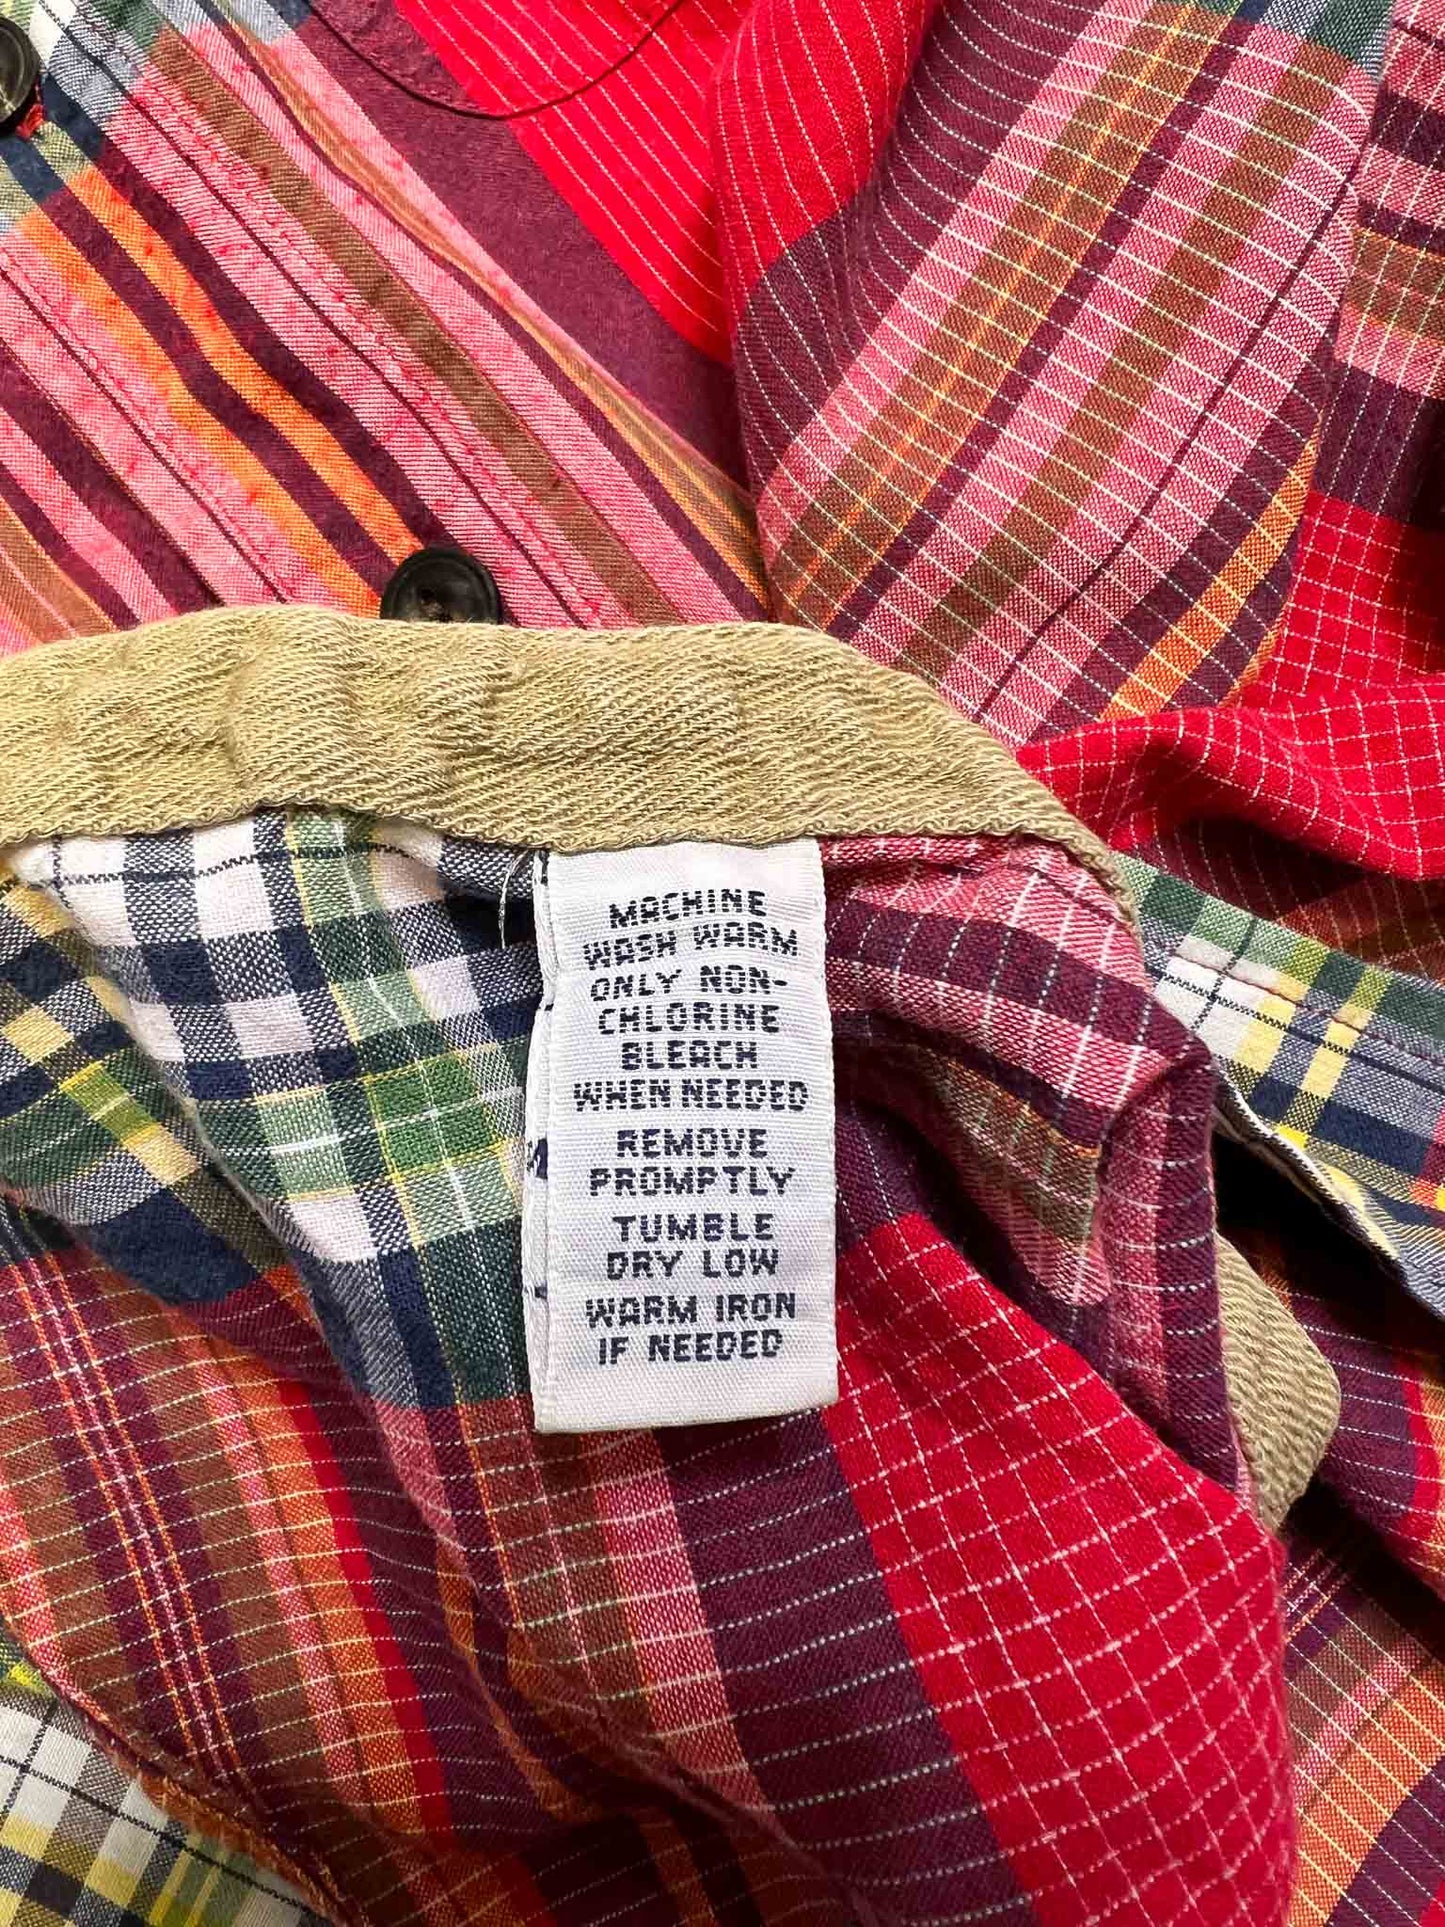 MACHINE
WASH WARM
ONLY NON-
CHLORINE
BLEACH
WHEN NEEDED
REMOVE
PROMPTLY
TUMBLE
DRY LOW
WARM IRON
IF NEEDED